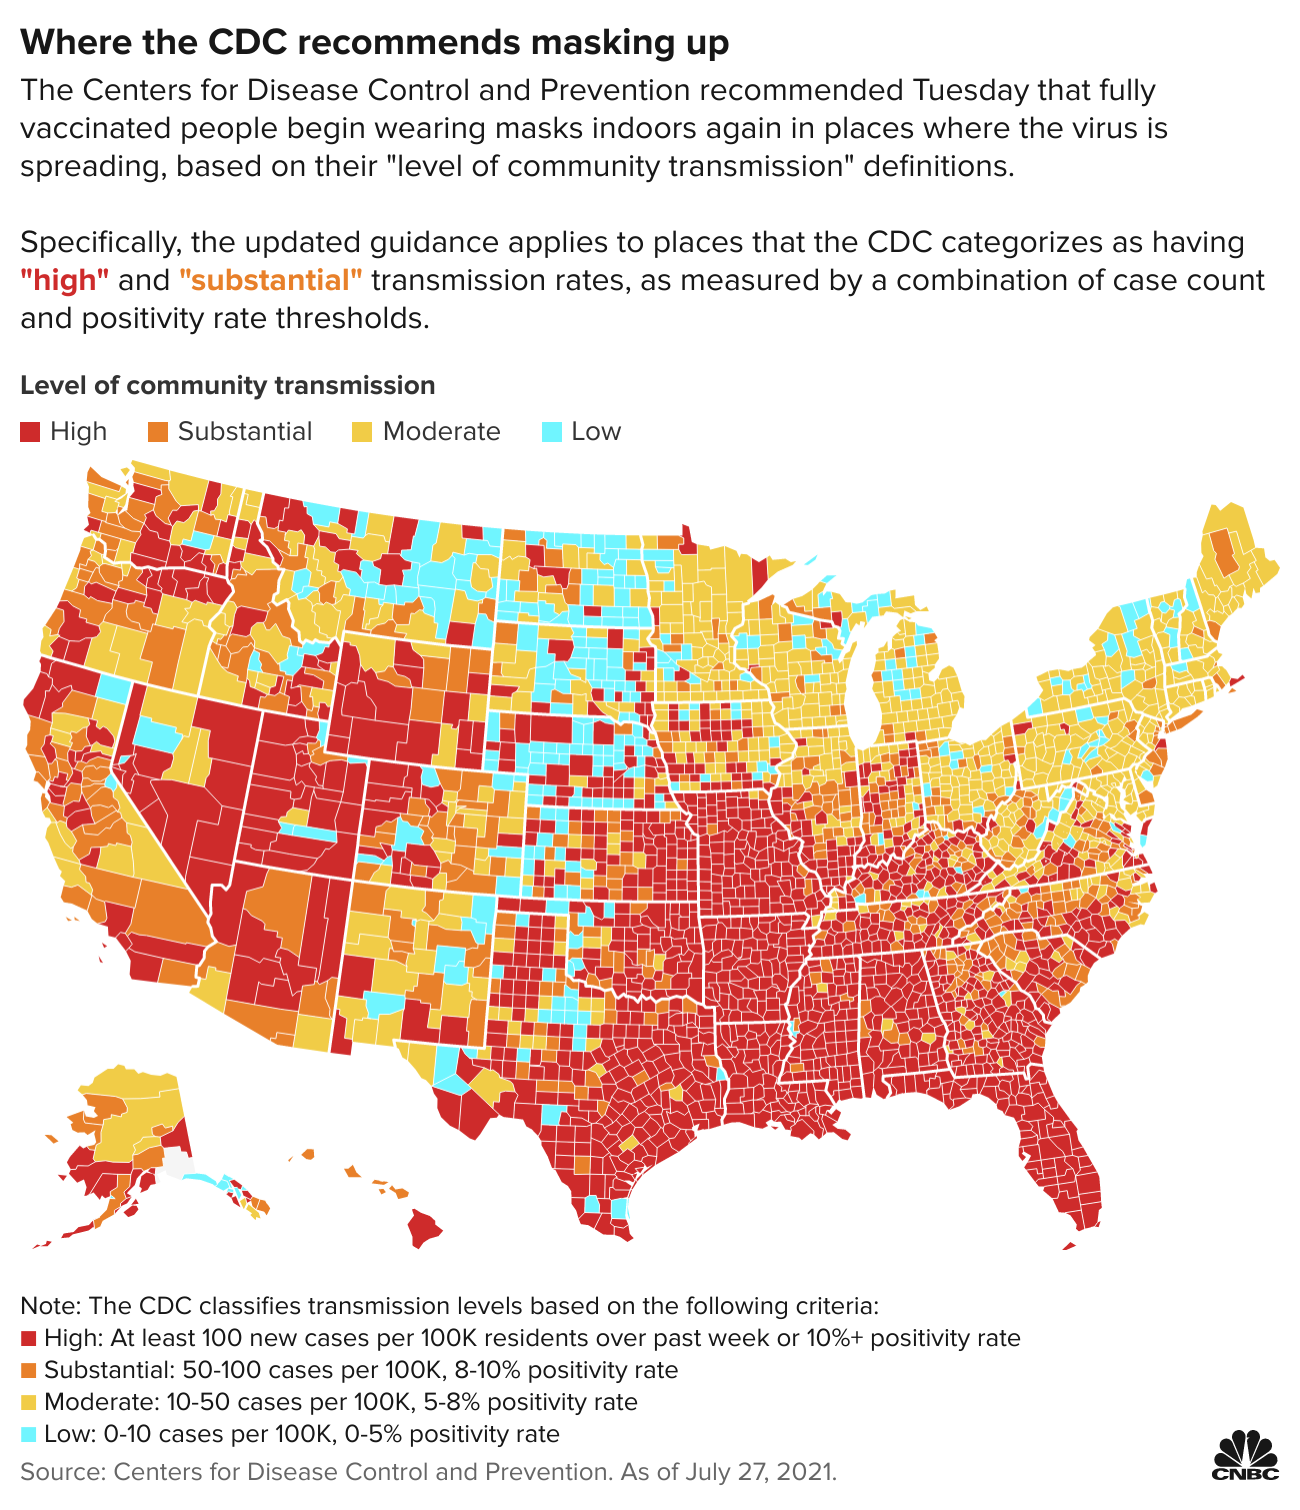 Where the CDC recommends masking up
The Centers for Disease Control and Prevention recommended Tuesday that fully
vaccinated people begin wearing masks indoors again in places where the virus is
spreading, based on their "level of community transmission" definitions.
Specifically, the updated guidance applies to places that the CDC categorizes as having
"high" and "substantial" transmission rates, as measured by a combination of case count
and positivity rate thresholds.
Level of community transmission
High Substantial Moderate Low
Note: The CDC classifies transmission levels based on the following criteria:
High: At least 100 new cases per 100K residents over past week or 10%+ positivity rate
Substantial: 50-100 cases per 100K, 8-10% positivity rate
Moderate: 10-50 cases per 100K, 5-8% positivity rate
Low: 0-10 cases per 100K, 0-5% positivity rate
Source: Centers for Disease Control and Prevention. As of July 27, 2021.
CNBC